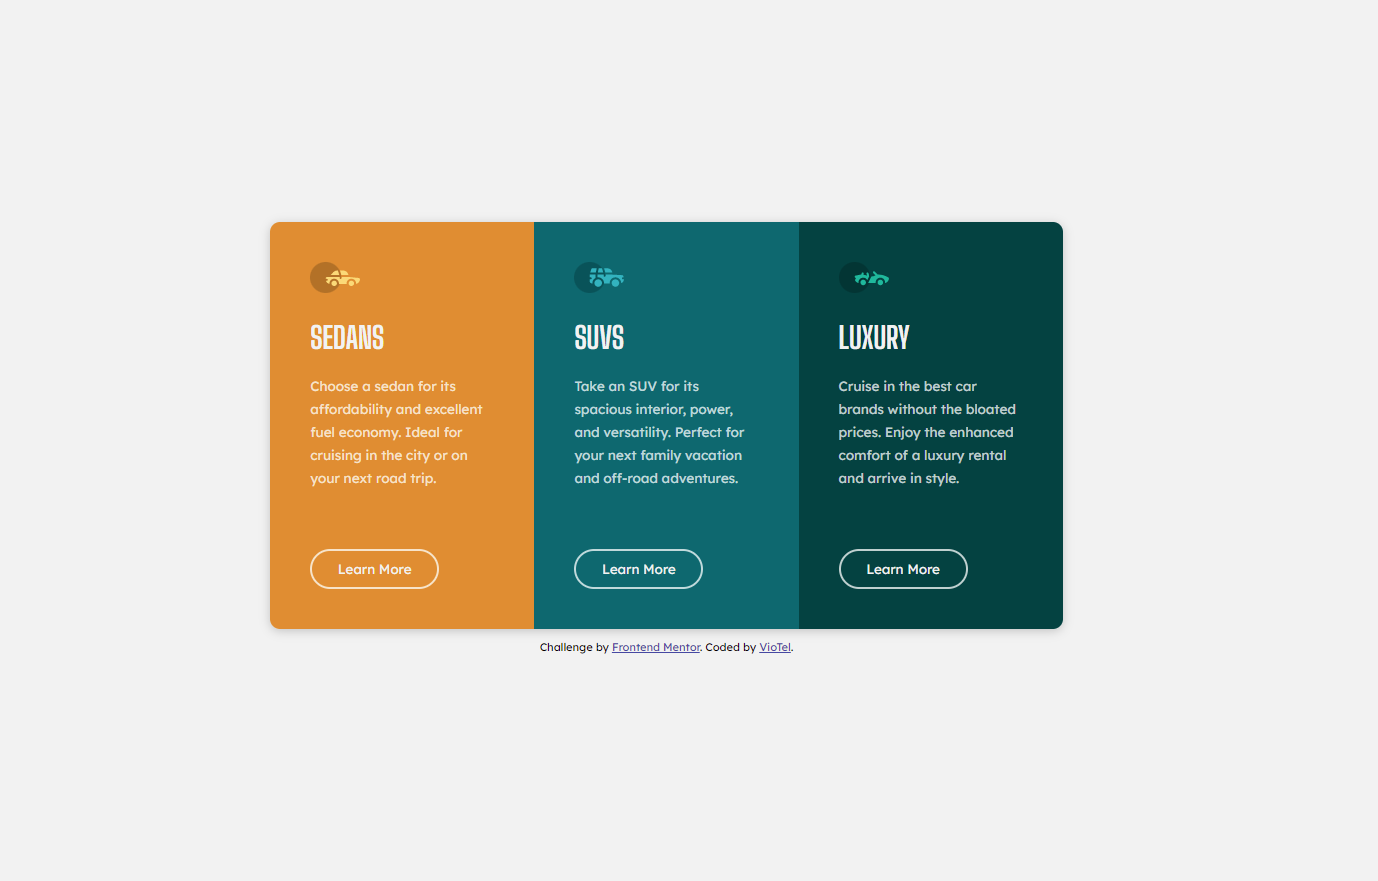 SEDANS
Choose a sedan for its
affordability and excellent
fuel economy. Ideal for
cruising in the city or on
your next road trip.
Learn More
SUVS
Take an SUV for its
spacious interior, power,
and versatility. Perfect for
your next family vacation
and off-road adventures.
Learn More
LUXURY
Cruise in the best car
brands without the bloated
prices. Enjoy the enhanced
comfort of a luxury rental
and arrive in style.
Learn More
Challenge by Frontend Mentor. Coded by VioTel.